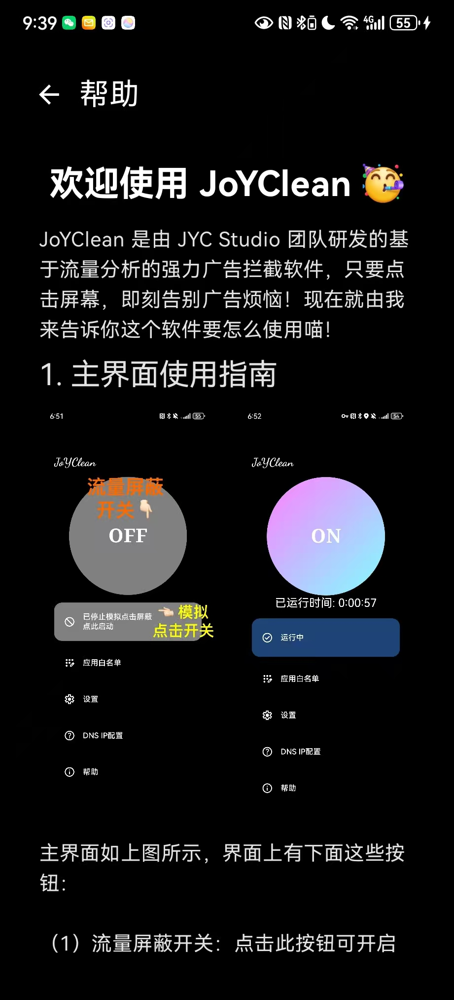 9:39
4G
55
帮助
欢迎使用 JoYClean 🥳
JoYClean 是由 JYC Studio 团队研发的基
于流量分析的强力广告拦截软件，只要点
击屏幕，即刻告别广告烦恼！现在就由我
来告诉你这个软件要怎么使用喵！
1. 主界面使用指南
6:51
55
JoYClean
流量屏蔽
开关👇🏻
OFF
已停止模拟点击屏蔽
点此启动
👈🏻 模拟
点击开关
应用白名单
设置
DNS IP配置
帮助
6:52
54
JoYClean
ON
已运行时间: 0:00:57
运行中
应用白名单
设置
DNS IP配置
帮助
主界面如上图所示，界面上有下面这些按
钮：
（1）流量屏蔽开关：点击此按钮可开启